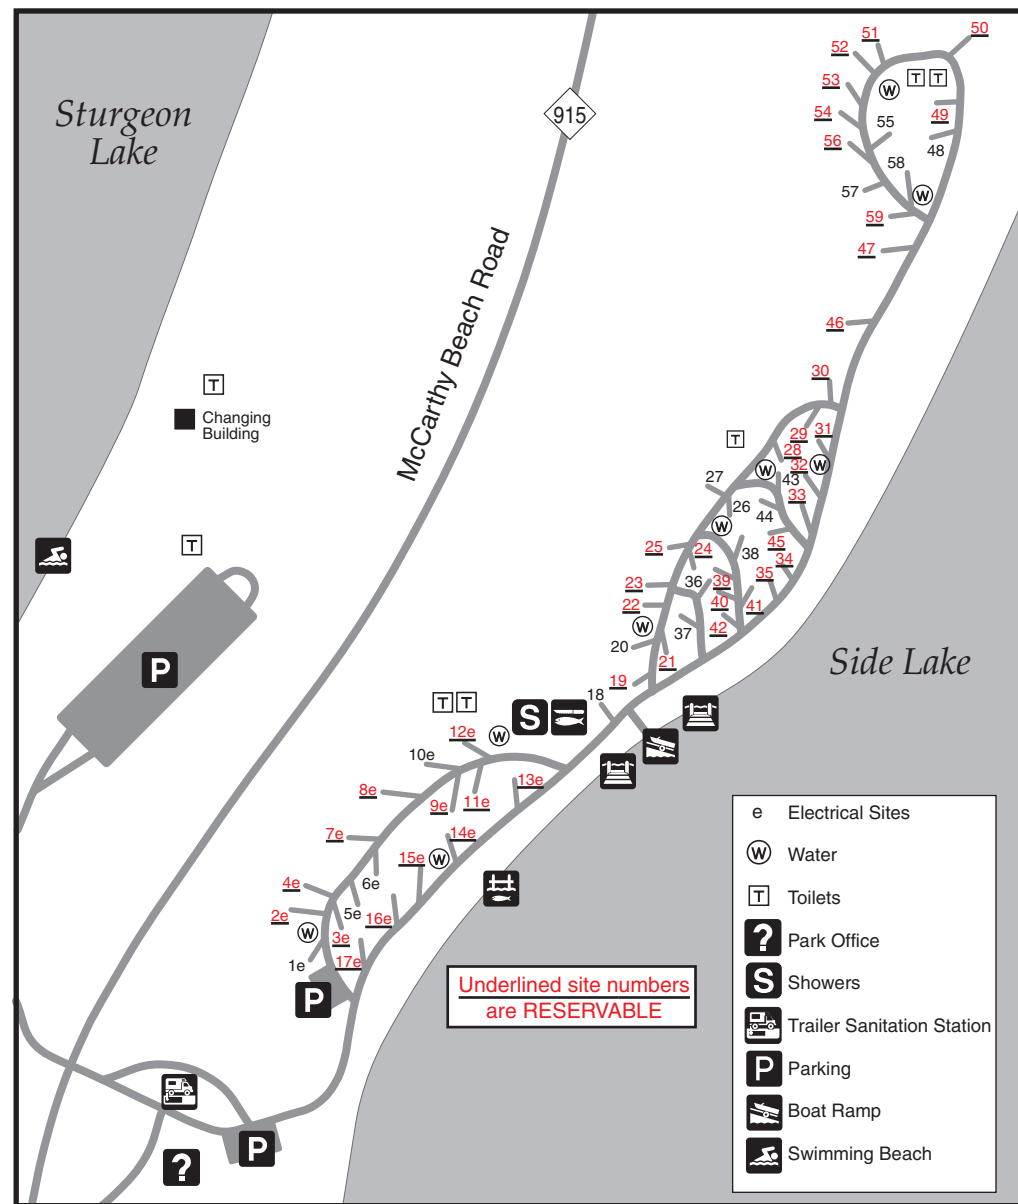 Sturgeon
Lake
915
McCarthy Beach Road
T
Changing
Building
T
P
51
50
52
W
T T
53
54
55
49
56
48
58
57
W
59
47
46
30
29
31
T
28
W
32
W
27
43
33
26
44
W
45
25
24
38
34
36
39
35
23
22
40
41
W
37
42
20
21
19
18
Side Lake
T T
S
12e
W
10e
13e
8e
9e
11e
7e
14e
15e
W
6e
4e
5e
16e
2e
W
3e
1e
17e
P
Underlined site numbers
are RESERVABLE
P
?
e Electrical Sites
W Water
T Toilets
? Park Office
S Showers
Trailer Sanitation Station
P Parking
Boat Ramp
Swimming Beach